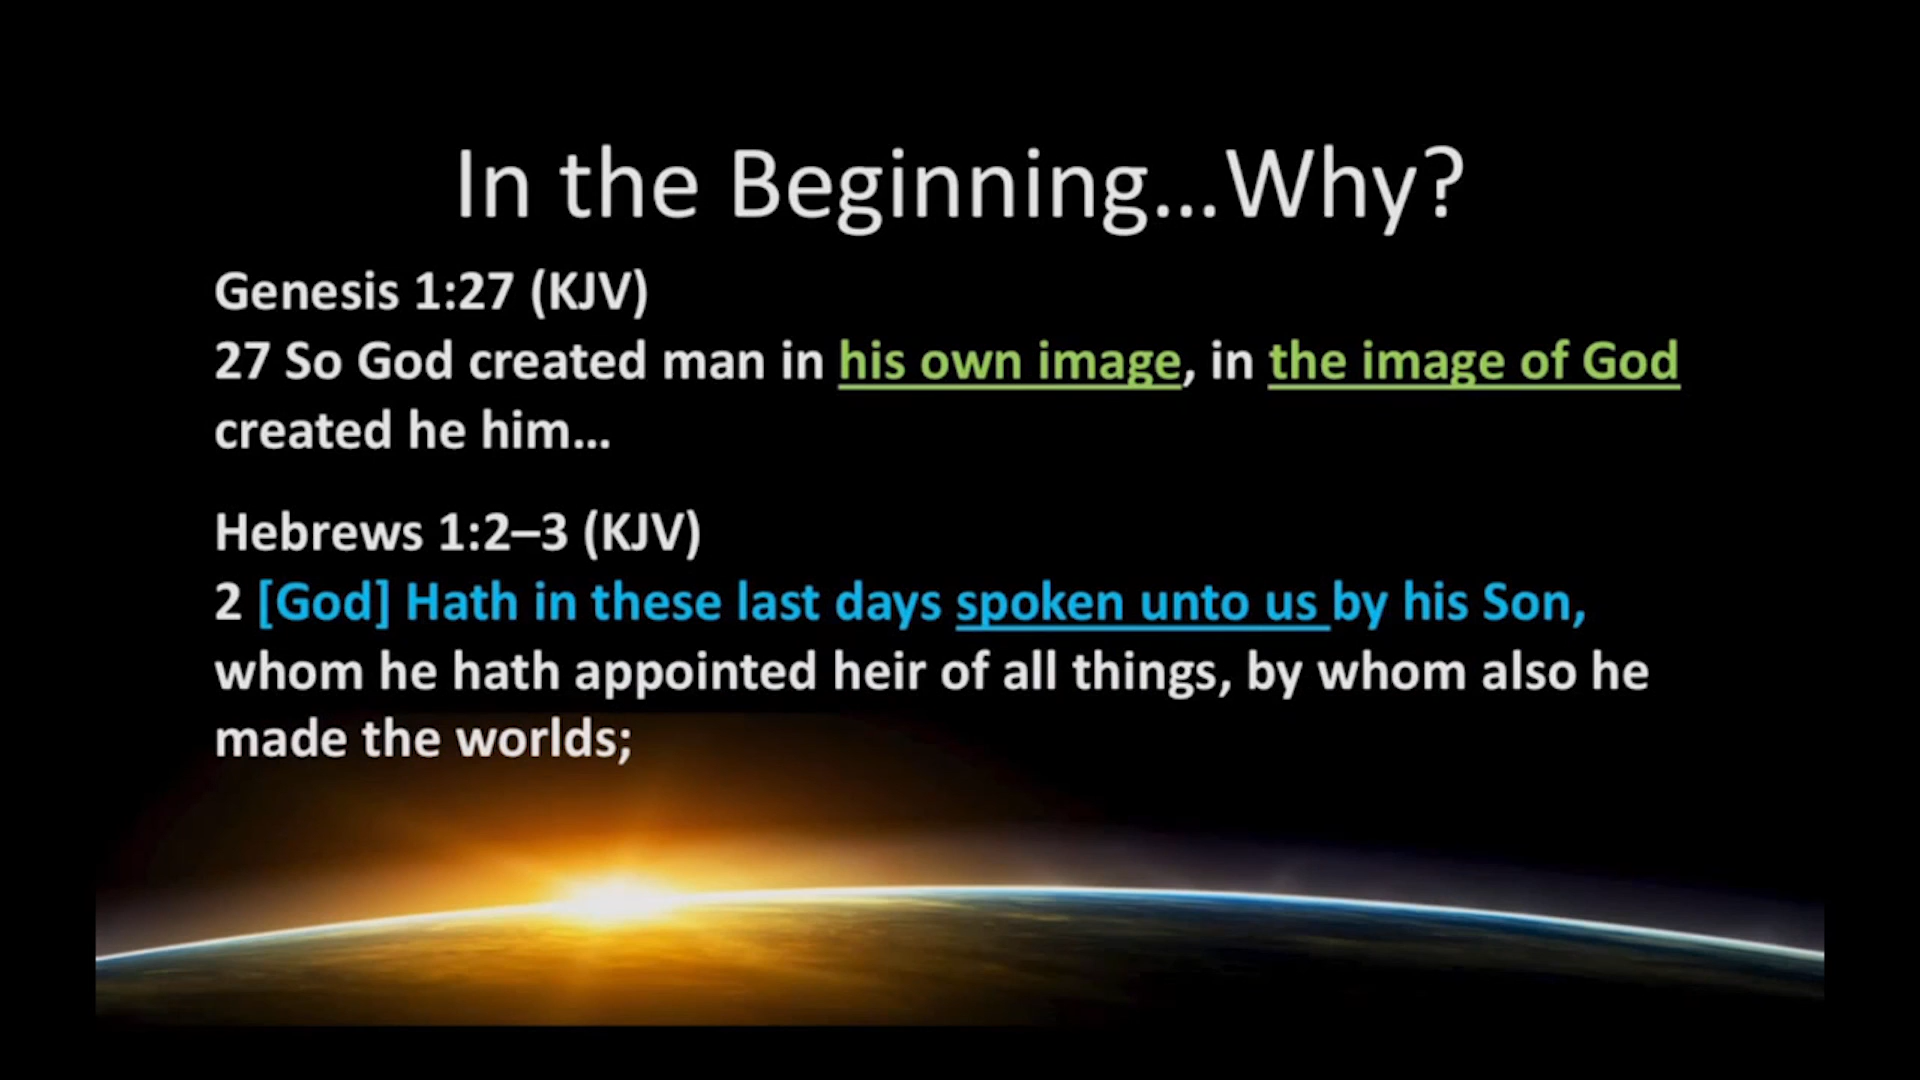 In the Beginning...Why?
Genesis 1:27 (KJV)
27 So God created man in his own image, in the image of God
created he him...
Hebrews 1:2–3 (KJV)
2 [God] Hath in these last days spoken unto us by his Son,
whom he hath appointed heir of all things, by whom also he
made the worlds;